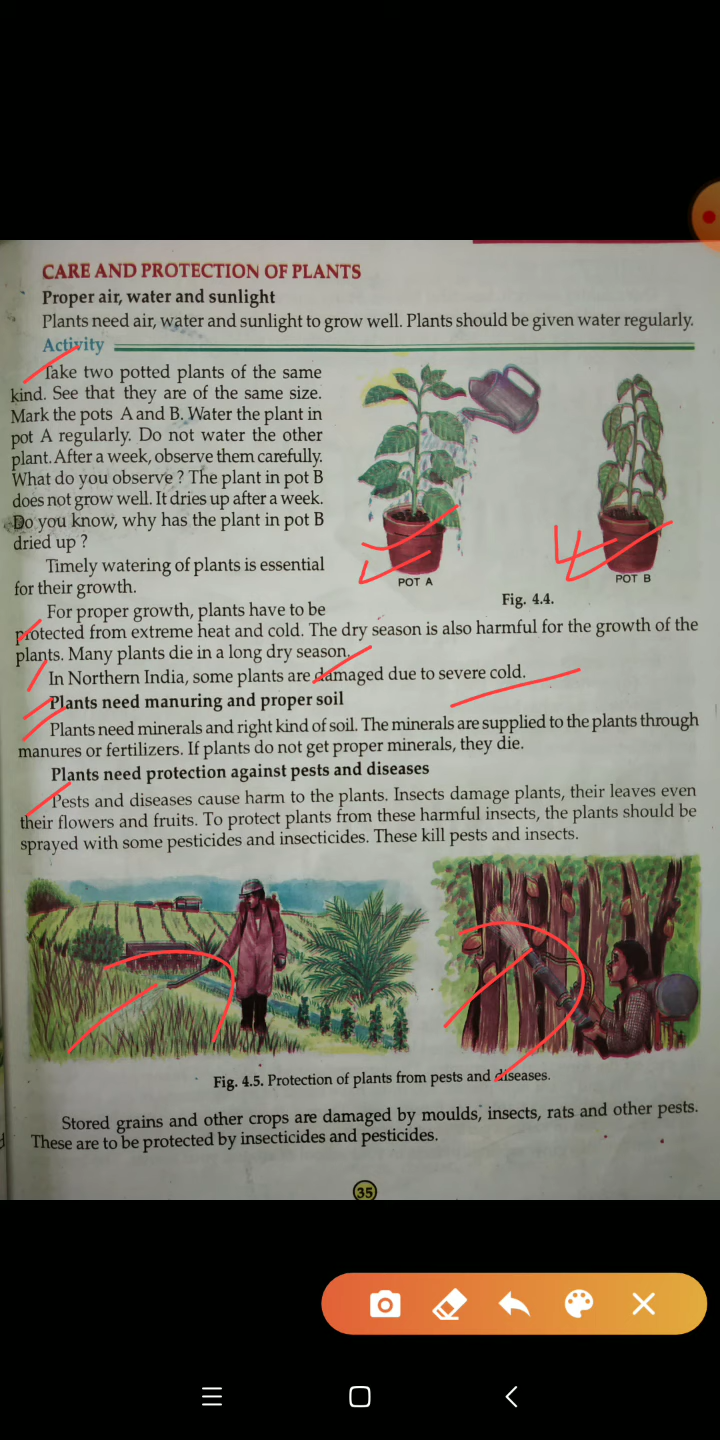 CARE AND PROTECTION OF PLANTS
Proper air, water and sunlight
Plants need air, water and sunlight to grow well. Plants should be given water regularly.
Activity
Take two potted plants of the same
kind. See that they are of the same size.
Mark the pots A and B. Water the plant in
pot A regularly. Do not water the other
plant. After a week, observe them carefully.
What do you observe ? The plant in pot B
does not grow well. It dries up after a week.
Do you know, why has the plant in pot B
dried up ?
Timely watering of plants is essential
for their growth.
POT A
POT B
Fig. 4.4.
For proper growth, plants have to be
protected from extreme heat and cold. The dry season is also harmful for the growth of the
plants. Many plants die in a long dry season.
In Northern India, some plants are damaged due to severe cold.
Plants need manuring and proper soil
Plants need minerals and right kind of soil. The minerals are supplied to the plants through
manures or fertilizers. If plants do not get proper minerals, they die.
Plants need protection against pests and diseases
Pests and diseases cause harm to the plants. Insects damage plants, their leaves even
their flowers and fruits. To protect plants from these harmful insects, the plants should be
sprayed with some pesticides and insecticides. These kill pests and insects.
Fig. 4.5. Protection of plants from pests and diseases.
Stored grains and other crops are damaged by moulds, insects, rats and other pests.
These are to be protected by insecticides and pesticides.
35